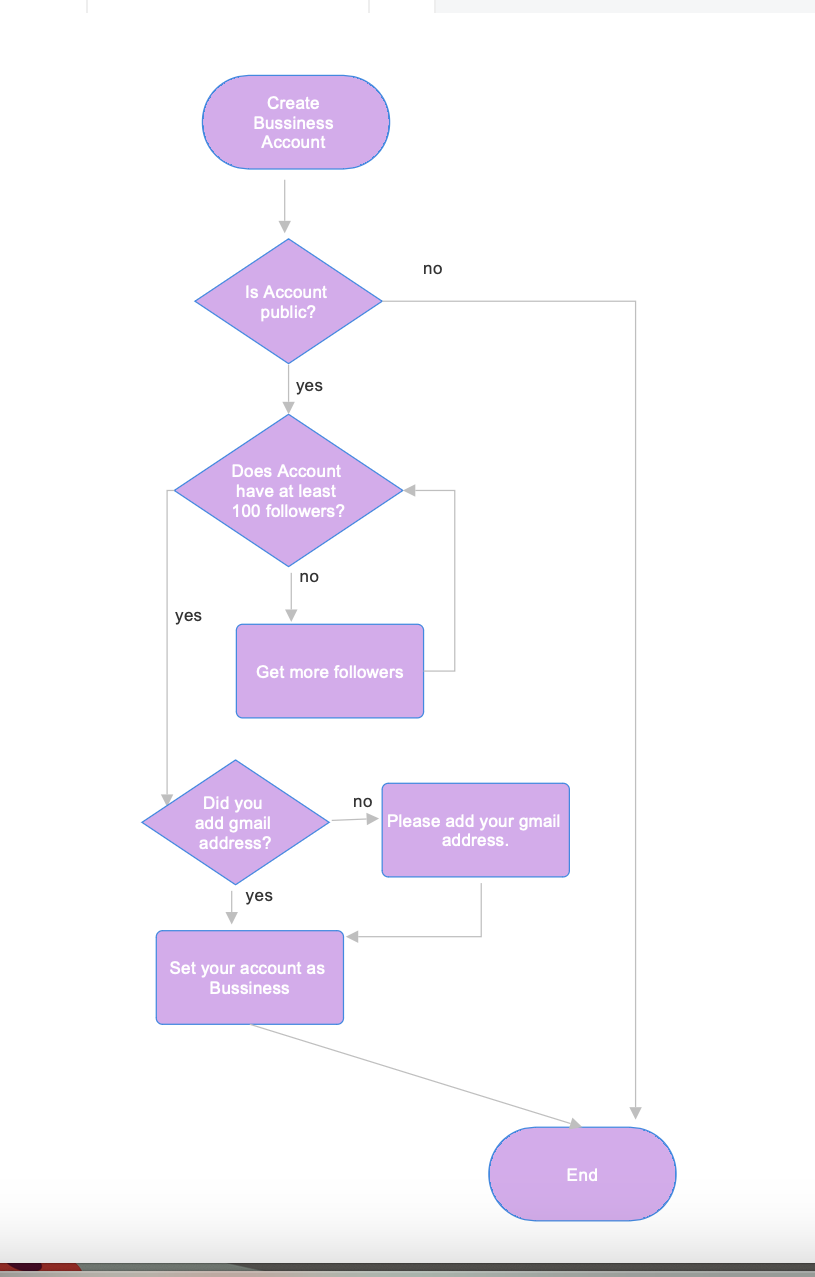 Create
Bussiness
Account
no
Is Account
public?
yes
Does Account
have at least
100 followers?
no
yes
Get more followers
Did you
add gmail
address?
no
Please add your gmail
address.
yes
Set your account as
Bussiness
End